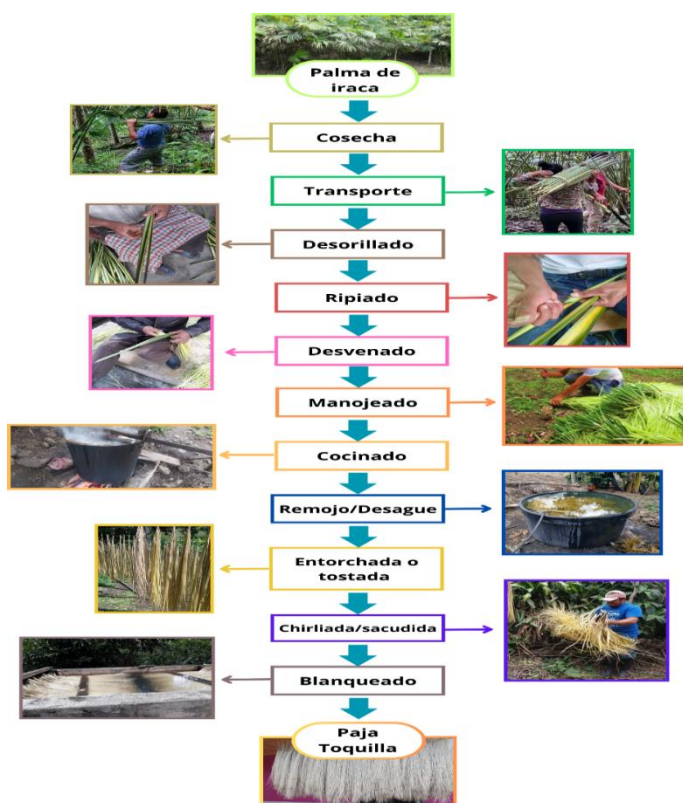 Palma de
iraca
Cosecha
Transporte
Desorillado
Ripiado
Desvenado
Manojeado
Cocinado
Remojo/Desague
Entorchada o
tostada
Chirliada/sacudida
Blanqueado
Paja
Toquilla